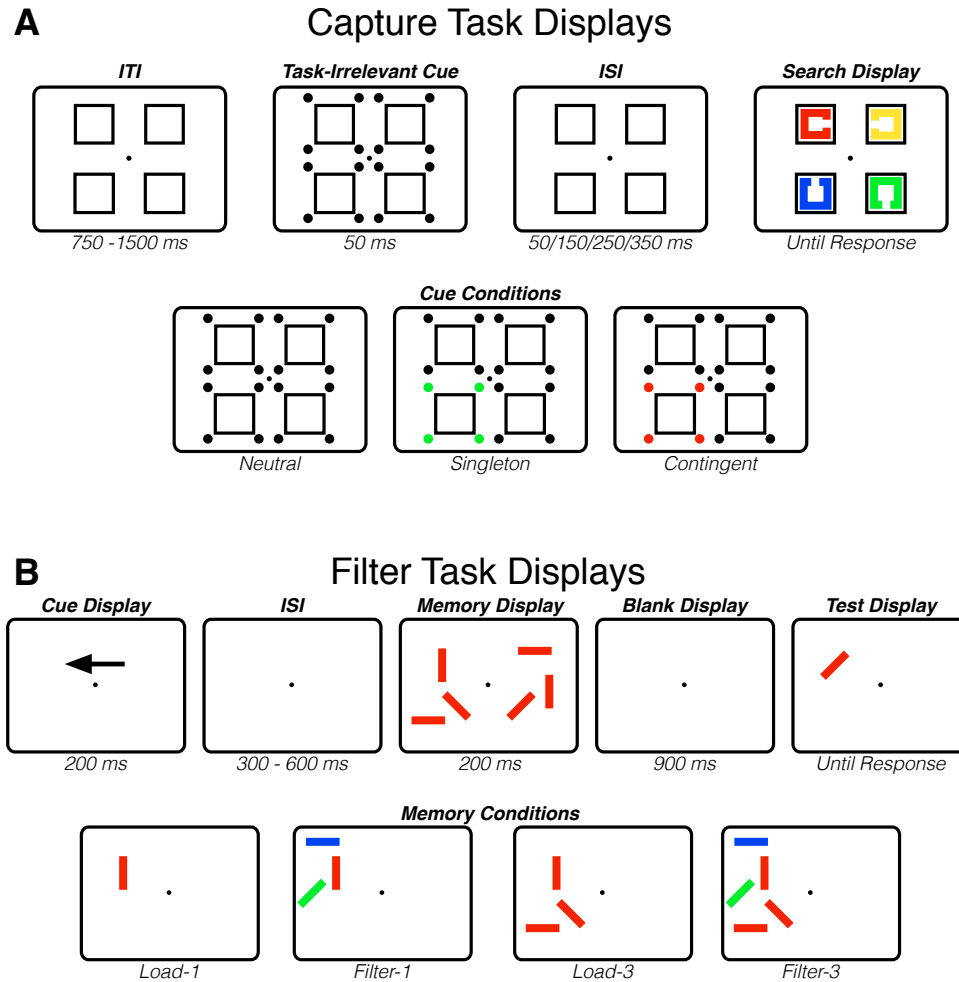 A Capture Task Displays
ITI Task-Irrelevant Cue ISI Search Display
750 -1500 ms 50 ms 50/150/250/350 ms Until Response
Cue Conditions
Neutral Singleton Contingent
B Filter Task Displays
Cue Display ISI Memory Display Blank Display Test Display
200 ms 300 - 600 ms 200 ms 900 ms Until Response
Memory Conditions
Load-1 Filter-1 Load-3 Filter-3